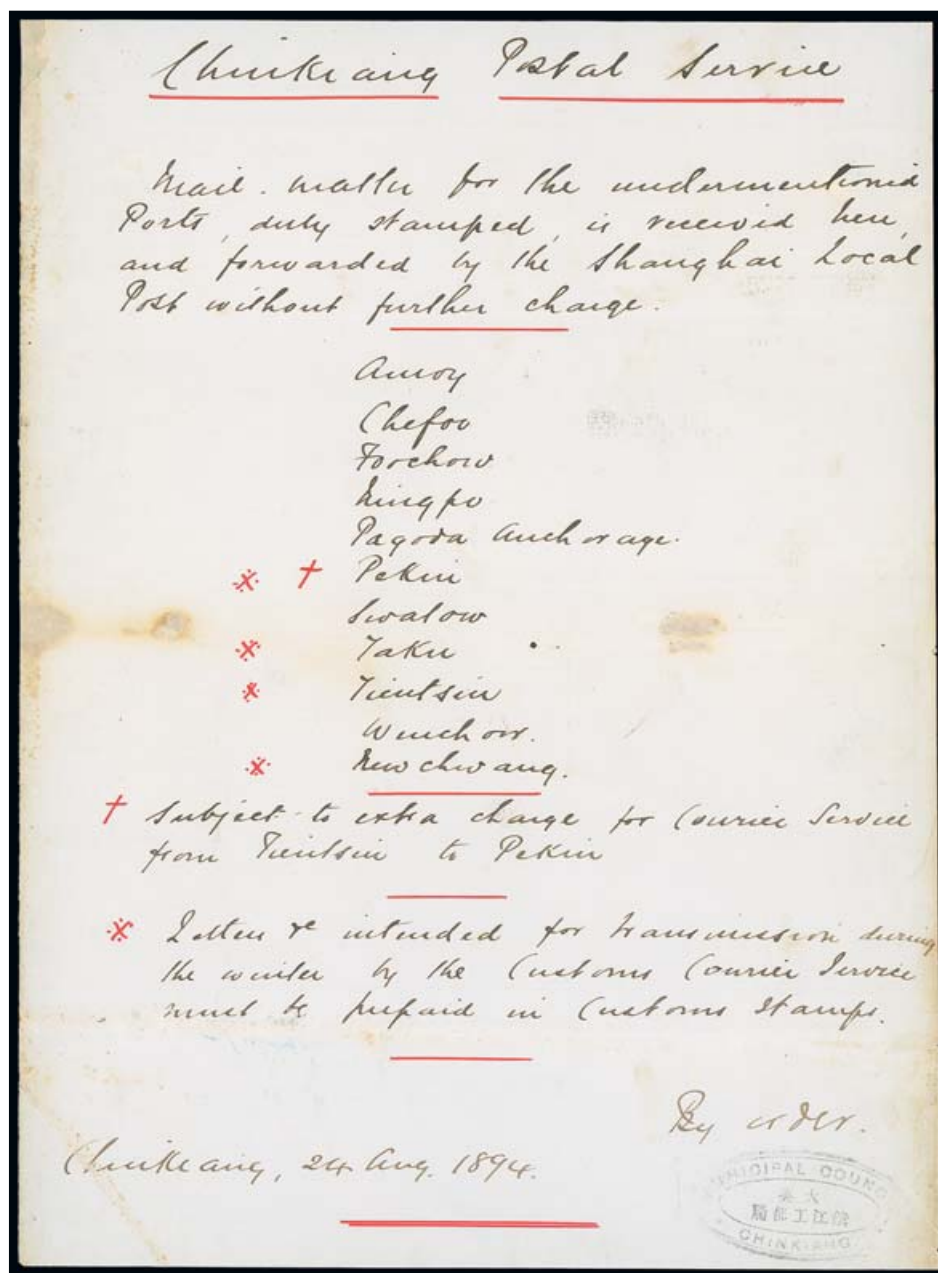 Chinkiang Postal Service
Mail matter for the undermentioned
Ports, duly stamped, is received here,
and forwarded by the Shanghai Local
Post without further charge.
Amoy
Chefoo
Foochow
Ningpo
Pagoda Anchorage.
※ † Pekin
Swatow
※ Taku
※ Tientsin
Wenchow.
※ Newchwang.
† Subject to extra charge for Courier Service
from Tientsin to Pekin
※ Letters &c intended for transmission during
the winter by the Customs Courier Service
must be prepaid in Customs Stamps.
By order.
Chinkiang, 24 Aug. 1894.
MUNICIPAL COUNC
CHINKIANG